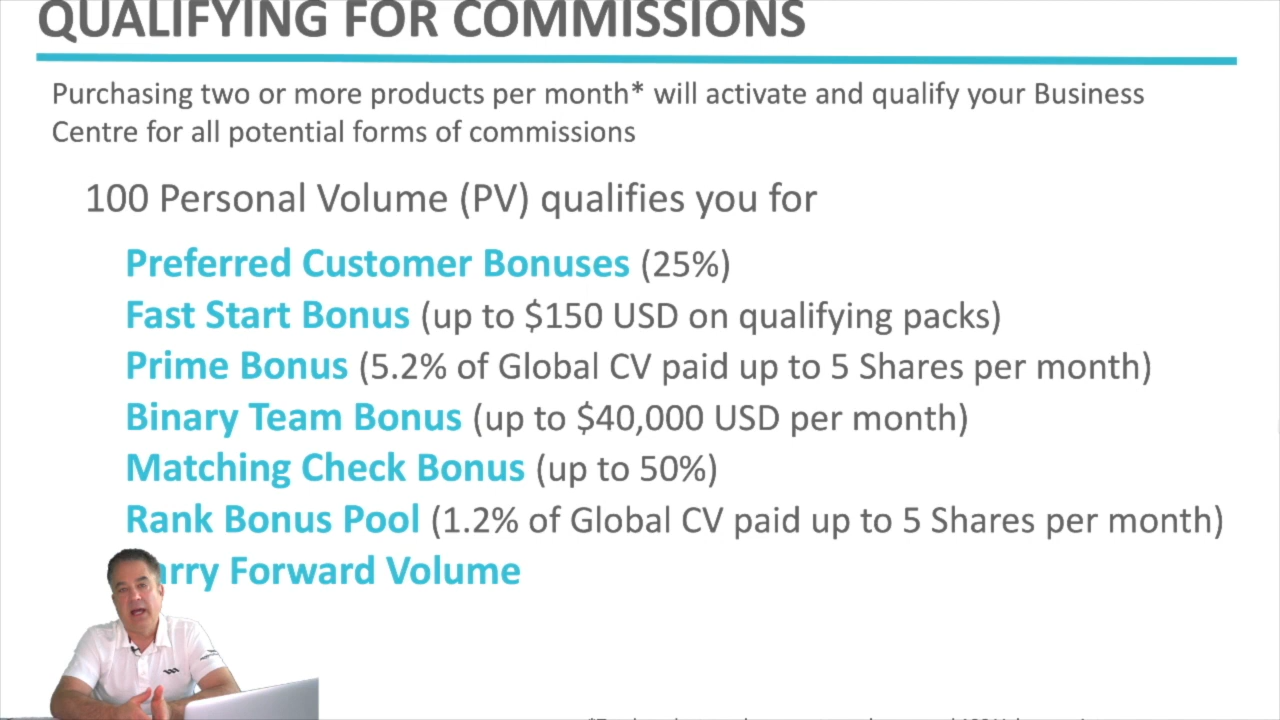 QUALIFYING FOR COMMISSIONS
Purchasing two or more products per month* will activate and qualify your Business
Centre for all potential forms of commissions
100 Personal Volume (PV) qualifies you for
Preferred Customer Bonuses (25%)
Fast Start Bonus (up to $150 USD on qualifying packs)
Prime Bonus (5.2% of Global CV paid up to 5 Shares per month)
Binary Team Bonus (up to $40,000 USD per month)
Matching Check Bonus (up to 50%)
Rank Bonus Pool (1.2% of Global CV paid up to 5 Shares per month)
arry Forward Volume